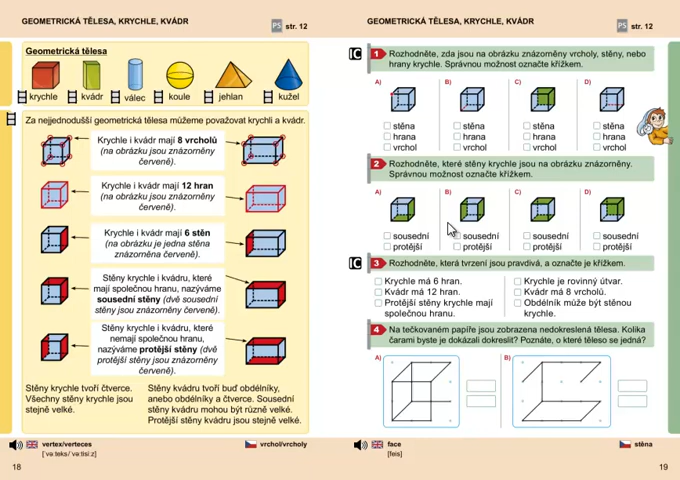 GEOMETRICKÁ TĚLESA, KRYCHLE, KVÁDR
PS str. 12
Geometrická tělesa
krychle
kvádr
válec
koule
jehlan
kužel
Za nejjednodušší geometrická tělesa můžeme považovat krychli a kvádr.
Krychle i kvádr mají 8 vrcholů
(na obrázku jsou znázorněny
červeně).
Krychle i kvádr mají 12 hran
(na obrázku jsou znázorněny
červeně).
Krychle i kvádr mají 6 stěn
(na obrázku je jedna stěna
znázorněna červeně).
Stěny krychle i kvádru, které
mají společnou hranu, nazýváme
sousední stěny (dvě sousední
stěny jsou znázorněny červeně).
Stěny krychle i kvádru, které
nemají společnou hranu,
nazýváme protější stěny (dvě
protější stěny jsou znázorněny
červeně).
Stěny krychle tvoří čtverce.
Všechny stěny krychle jsou
stejně velké.
Stěny kvádru tvoří buď obdélníky,
anebo obdélníky a čtverce. Sousední
stěny kvádru mohou být různě velké.
Protější stěny kvádru jsou stejně velké.
vertex/verteces
vrchol/vrcholy
18
GEOMETRICKÁ TĚLESA, KRYCHLE, KVÁDR
PS str. 12
1 Rozhodněte, zda jsou na obrázku znázorněny vrcholy, stěny, nebo
hrany krychle. Správnou možnost označte křížkem.
A) B) C) D)
stěna stěna stěna stěna
hrana hrana hrana hrana
vrchol vrchol vrchol vrchol
2 Rozhodněte, které stěny krychle jsou na obrázku znázorněny.
Správnou možnost označte křížkem.
A) B) C) D)
sousední sousední sousední sousední
protější protější protější protější
3 Rozhodněte, která tvrzení jsou pravdivá, a označte je křížkem.
Krychle má 6 hran.
Kvádr má 12 hran.
Protější stěny krychle mají
společnou hranu.
Krychle je rovinný útvar.
Kvádr má 8 vrcholů.
Obdélník může být stěnou
krychle.
4 Na tečkovaném papíře jsou zobrazena nedokreslená tělesa. Kolika
čarami byste je dokázali dokreslit? Poznáte, o které těleso se jedná?
A) B)
face
[feis]
stěna
19